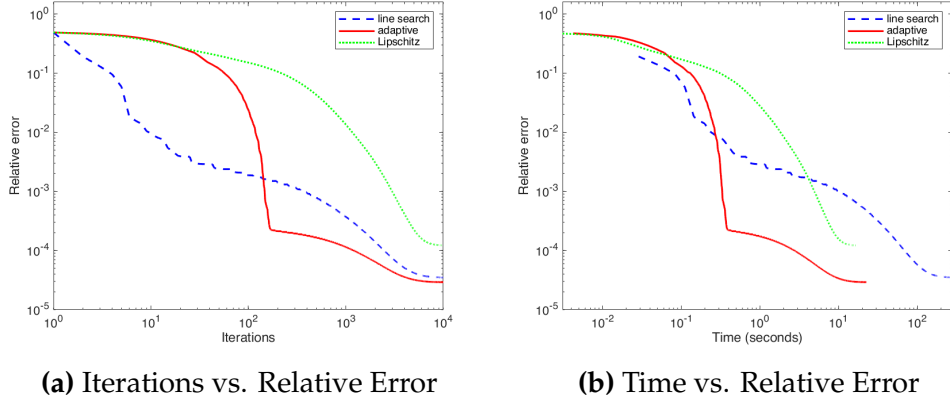 10^0
10^-1
10^-2
10^-3
10^-4
10^-5
Relative error
line search
adaptive
Lipschitz
10^0 10^1 10^2 10^3 10^4
Iterations
(a) Iterations vs. Relative Error
10^0
10^-1
10^-2
10^-3
10^-4
10^-5
Relative error
line search
adaptive
Lipschitz
10^-2 10^-1 10^0 10^1 10^2
Time (seconds)
(b) Time vs. Relative Error